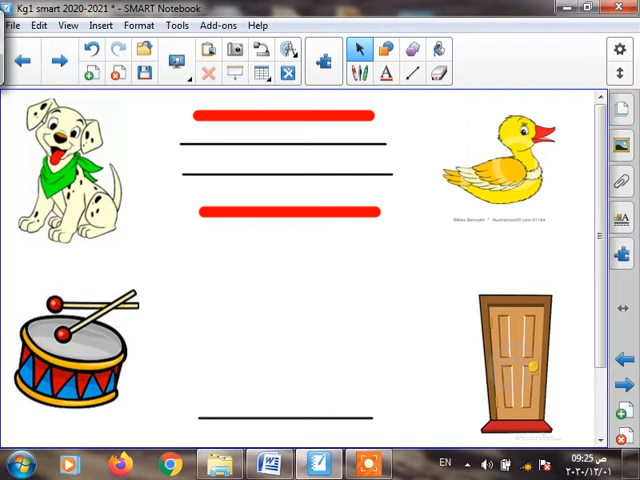 Kg1 smart 2020-2021 * - SMART Notebook
File Edit View Insert Format Tools Add-ons Help
EN
09:25 ص
٢٠٢٠/١٢/٠١